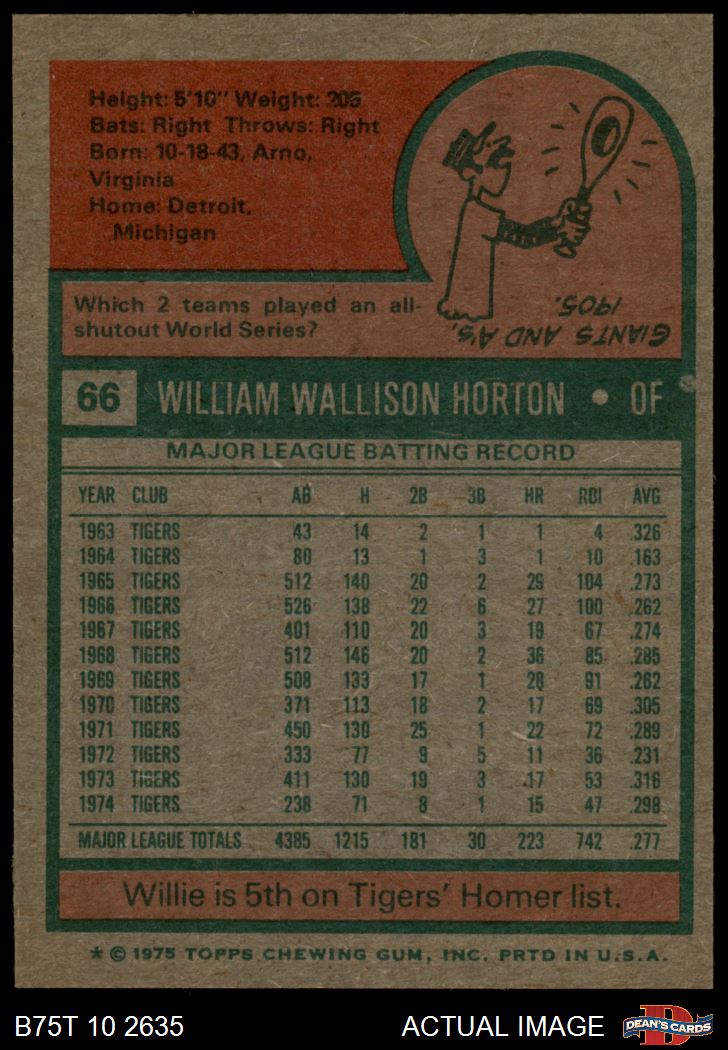 Height: 5'10" Weight: 205
Bats: Right Throws: Right
Born: 10-18-43, Arno,
Virginia
Home: Detroit,
Michigan
Which 2 teams played an all-
shutout World Series?
GIANTS AND A'S,
1905.
66 WILLIAM WALLISON HORTON • OF
MAJOR LEAGUE BATTING RECORD
YEAR CLUB AB H 2B 3B HR RBI AVG
1963 TIGERS 43 14 2 1 1 4 .326
1964 TIGERS 80 13 1 3 1 10 .163
1965 TIGERS 512 140 20 2 29 104 .273
1966 TIGERS 526 138 22 6 27 100 .262
1967 TIGERS 401 110 20 3 19 67 .274
1968 TIGERS 512 146 20 2 36 85 .285
1969 TIGERS 508 133 17 1 28 91 .262
1970 TIGERS 371 113 18 2 17 69 .305
1971 TIGERS 450 130 25 1 22 72 .289
1972 TIGERS 333 77 9 5 11 36 .231
1973 TIGERS 411 130 19 3 17 53 .316
1974 TIGERS 238 71 8 1 15 47 .298
MAJOR LEAGUE TOTALS 4385 1215 181 30 223 742 .277
Willie is 5th on Tigers' Homer list.
* © 1975 TOPPS CHEWING GUM, INC. PRTD IN U.S.A.
B75T 10 2635 ACTUAL IMAGE D DEAN'S CARDS